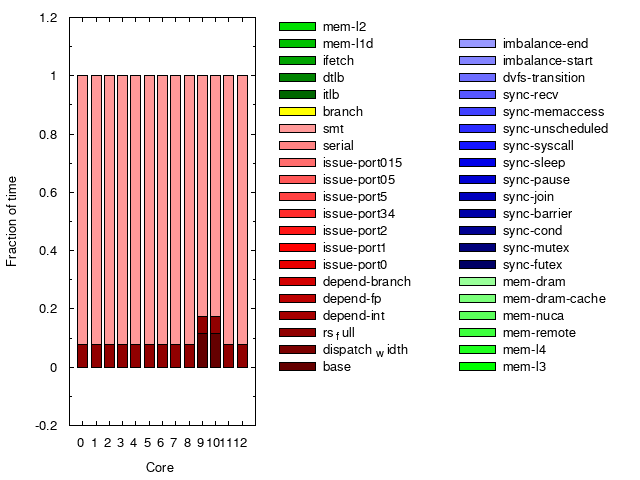 1.2
1
0.8
0.6
0.4
0.2
0
-0.2
Fraction of time
0 1 2 3 4 5 6 7 8 9 10 11 12
Core
mem-l2
mem-l1d
ifetch
dtlb
itlb
branch
smt
serial
issue-port015
issue-port05
issue-port5
issue-port34
issue-port2
issue-port1
issue-port0
depend-branch
depend-fp
depend-int
rs_full
dispatch_width
base
imbalance-end
imbalance-start
dvfs-transition
sync-recv
sync-memaccess
sync-unscheduled
sync-syscall
sync-sleep
sync-pause
sync-join
sync-barrier
sync-cond
sync-mutex
sync-futex
mem-dram
mem-dram-cache
mem-nuca
mem-remote
mem-l4
mem-l3